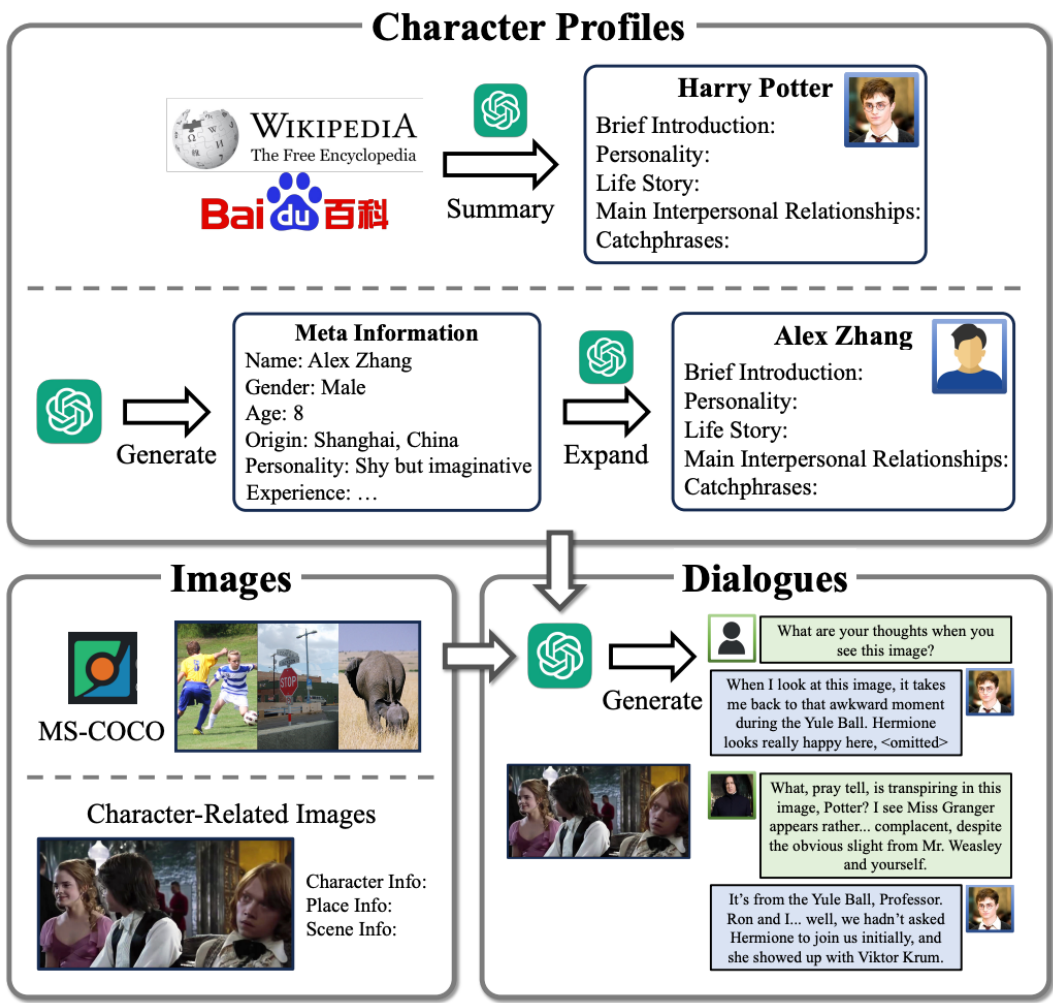 Character Profiles
WIKIPEDIA
The Free Encyclopedia
Bai du 百科
Summary
Harry Potter
Brief Introduction:
Personality:
Life Story:
Main Interpersonal Relationships:
Catchphrases:
Generate
Meta Information
Name: Alex Zhang
Gender: Male
Age: 8
Origin: Shanghai, China
Personality: Shy but imaginative
Experience: …
Expand
Alex Zhang
Brief Introduction:
Personality:
Life Story:
Main Interpersonal Relationships:
Catchphrases:
Images
MS-COCO
STOP
Character-Related Images
Character Info:
Place Info:
Scene Info:
Dialogues
Generate
What are your thoughts when you
see this image?
When I look at this image, it takes
me back to that awkward moment
during the Yule Ball. Hermione
looks really happy here, <omitted>
What, pray tell, is transpiring in this
image, Potter? I see Miss Granger
appears rather... complacent, despite
the obvious slight from Mr. Weasley
and yourself.
It's from the Yule Ball, Professor.
Ron and I... well, we hadn't asked
Hermione to join us initially, and
she showed up with Viktor Krum.